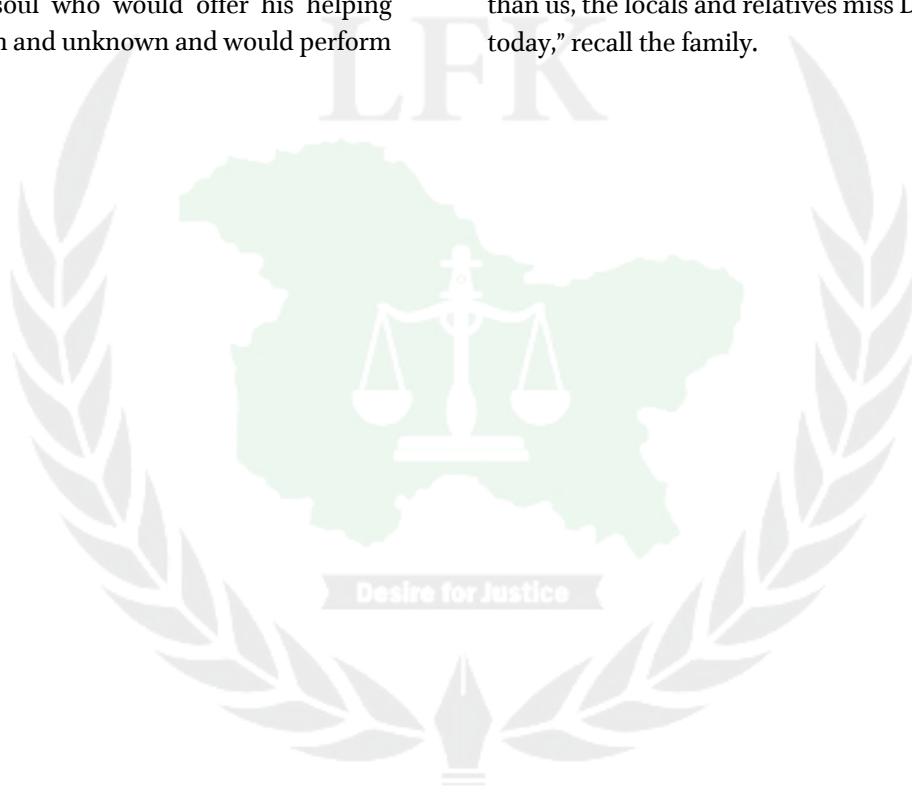 soul who would offer his helping
and unknown and would perform
than us, the locals and relatives miss
today,” recall the family.
LFK
Desire for Justice